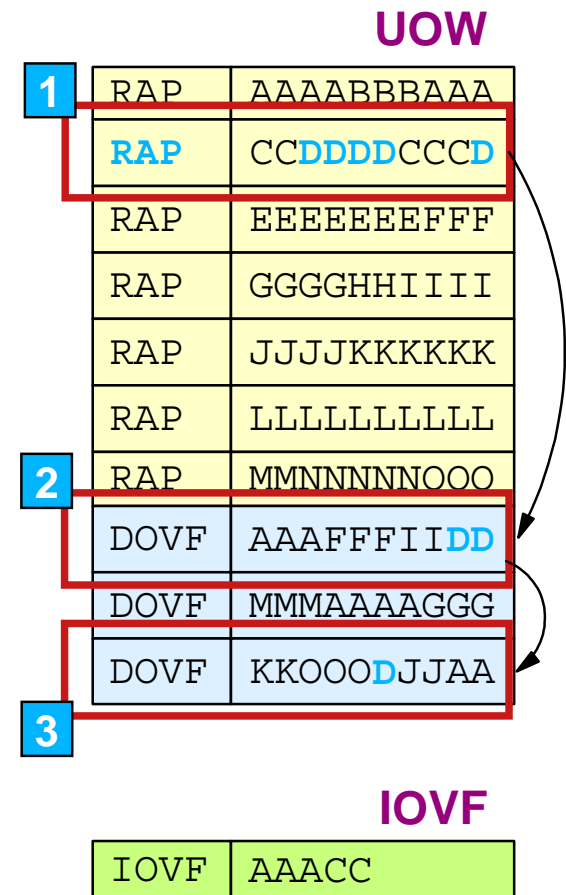 UOW
1
RAP AAAABBBAAA
RAP CCDDDDCCCD
RAP EEEEEEEFFF
RAP GGGGHHIIII
RAP JJJJKKKKKK
RAP LLLLLLLLLL
2
RAP MMNNNNNOOO
DOVF AAAFFFIIDD
DOVF MMMAAAAGGG
DOVF KKOOODJJAA
3
IOVF
IOVF AAACC